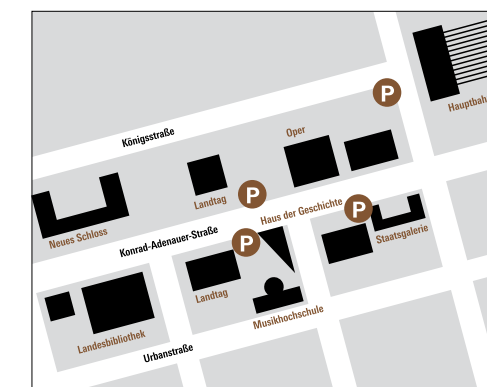 P
Hauptbah
Königsstraße
Oper
Landtag
P
Haus der Geschichte
P
Neues Schloss
Konrad-Adenauer-Straße
P
Staatsgalerie
Landtag
Musikhochschule
Landesbibliothek
Urbanstraße